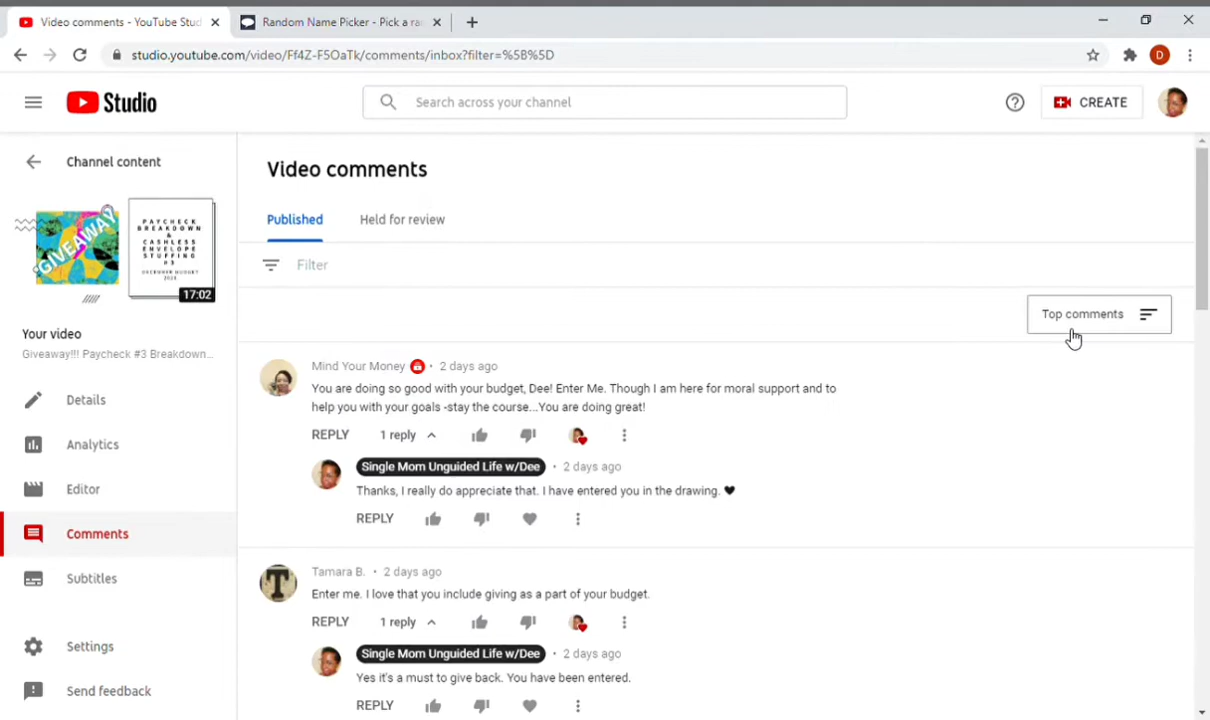 Video comments - YouTube Stud
Random Name Picker - Pick a ra
studio.youtube.com/video/Ff4Z-F5OaTk/comments/inbox?filter=%5B%5D
D
Studio
Search across your channel
CREATE
Channel content
GIVEAWAY
PAYCHECK
BREAKDOWN
&
CASHLESS
ENVELOPE
STUFFING
#3
DECEMBER BUDGET
17:02
Your video
Giveaway!!! Paycheck #3 Breakdown...
Details
Analytics
Editor
Comments
Subtitles
Settings
Send feedback
Video comments
Published
Held for review
Filter
Top comments
Mind Your Money • 2 days ago
You are doing so good with your budget, Dee! Enter Me. Though I am here for moral support and to
help you with your goals -stay the course...You are doing great!
REPLY 1 reply
Single Mom Unguided Life w/Dee • 2 days ago
Thanks, I really do appreciate that. I have entered you in the drawing. 🖤
REPLY
T
Tamara B. • 2 days ago
Enter me. I love that you include giving as a part of your budget.
REPLY 1 reply
Single Mom Unguided Life w/Dee • 2 days ago
Yes it's a must to give back. You have been entered.
REPLY